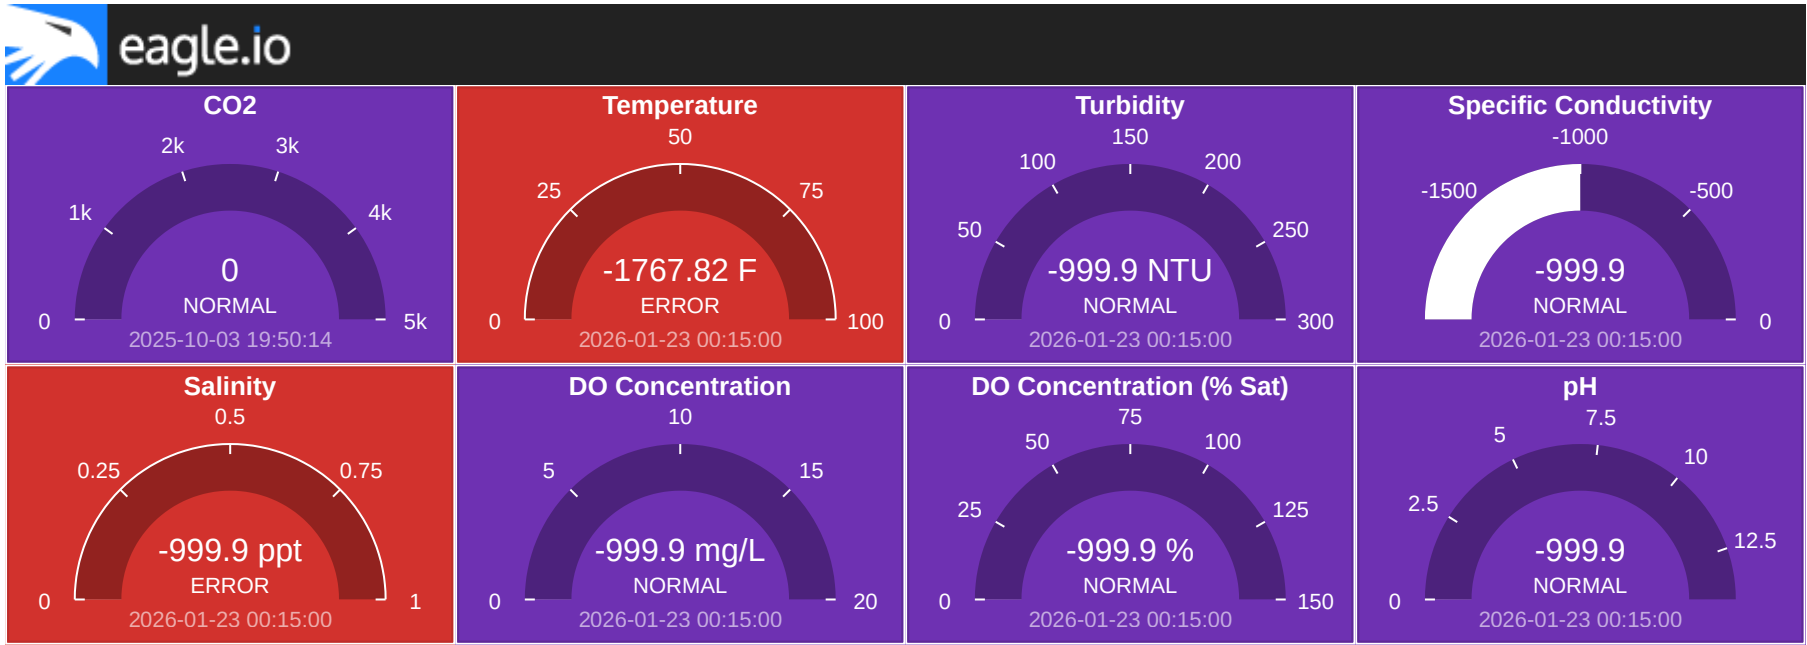 eagle.io
CO2
0
1k
2k
3k
4k
5k
0
NORMAL
2025-10-03 19:50:14
Temperature
0
25
50
75
100
-1767.82 F
ERROR
2026-01-23 00:15:00
Turbidity
0
50
100
150
200
250
300
-999.9 NTU
NORMAL
2026-01-23 00:15:00
Specific Conductivity
-1500
-1000
-500
0
-999.9
NORMAL
2026-01-23 00:15:00
Salinity
0
0.25
0.5
0.75
1
-999.9 ppt
ERROR
2026-01-23 00:15:00
DO Concentration
0
5
10
15
20
-999.9 mg/L
NORMAL
2026-01-23 00:15:00
DO Concentration (% Sat)
0
25
50
75
100
125
150
-999.9 %
NORMAL
2026-01-23 00:15:00
pH
0
2.5
5
7.5
10
12.5
-999.9
NORMAL
2026-01-23 00:15:00